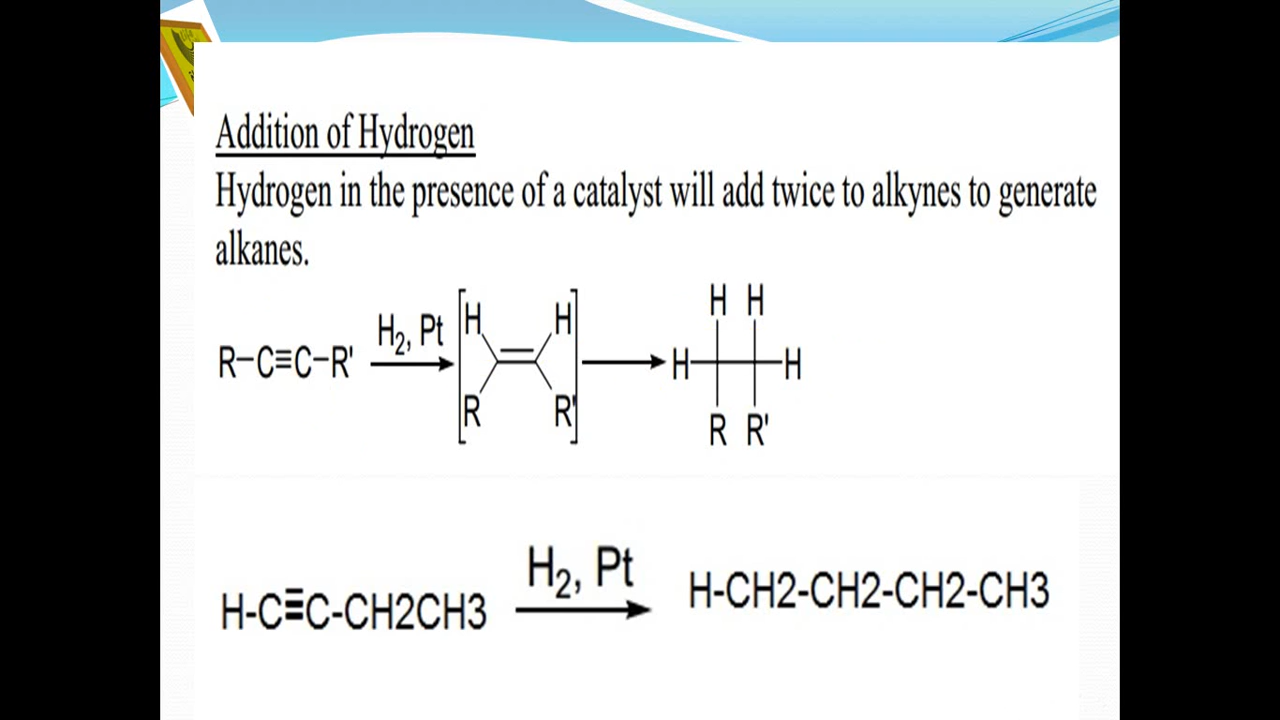 Addition of Hydrogen
Hydrogen in the presence of a catalyst will add twice to alkynes to generate
alkanes.
R-C≡C-R' H₂, Pt [H H R R'] H H H H R R'
H-C≡C-CH2CH3 H₂, Pt H-CH2-CH2-CH2-CH3